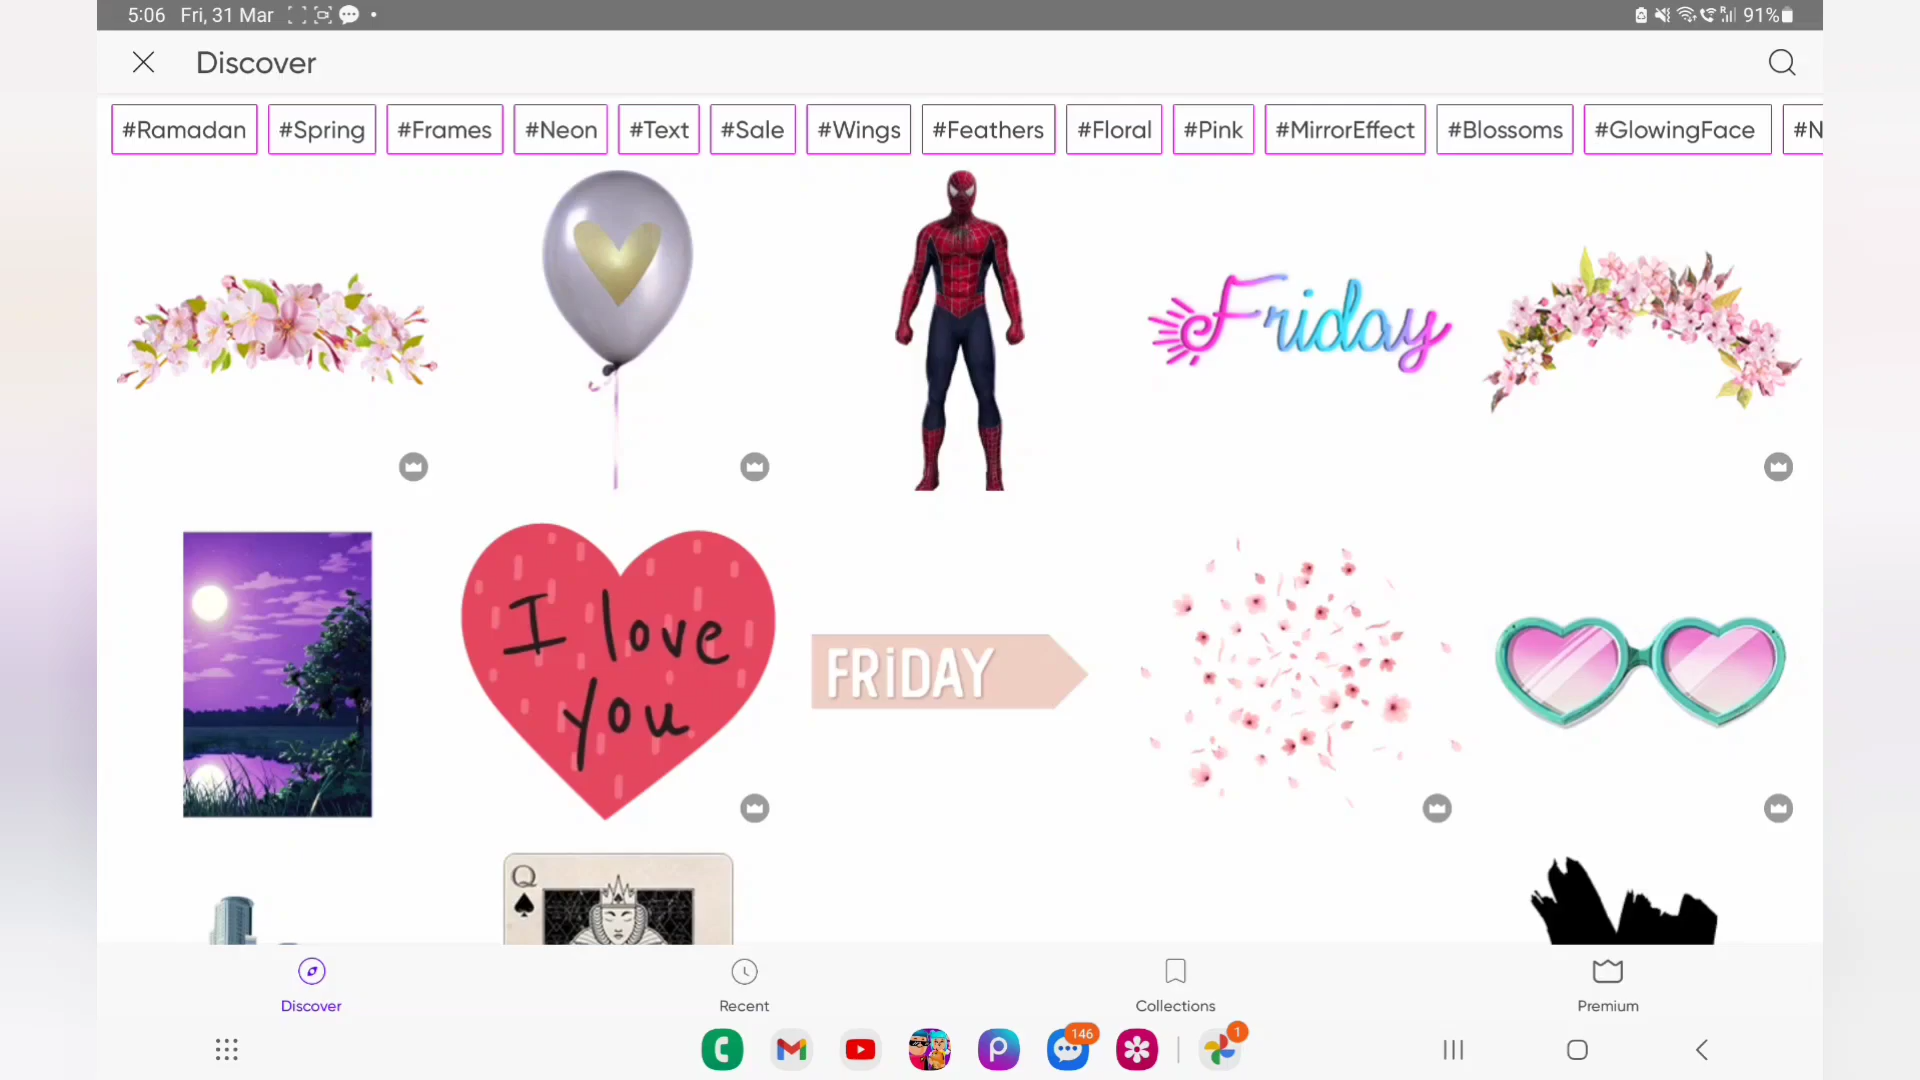 5:06 Fri, 31 Mar
91%
Discover
#Ramadan #Spring #Frames #Neon #Text #Sale #Wings #Feathers #Floral #Pink #MirrorEffect #Blossoms #GlowingFace #N
Friday
I love
you
FRiDAY
Q
Discover Recent Collections Premium
146
1